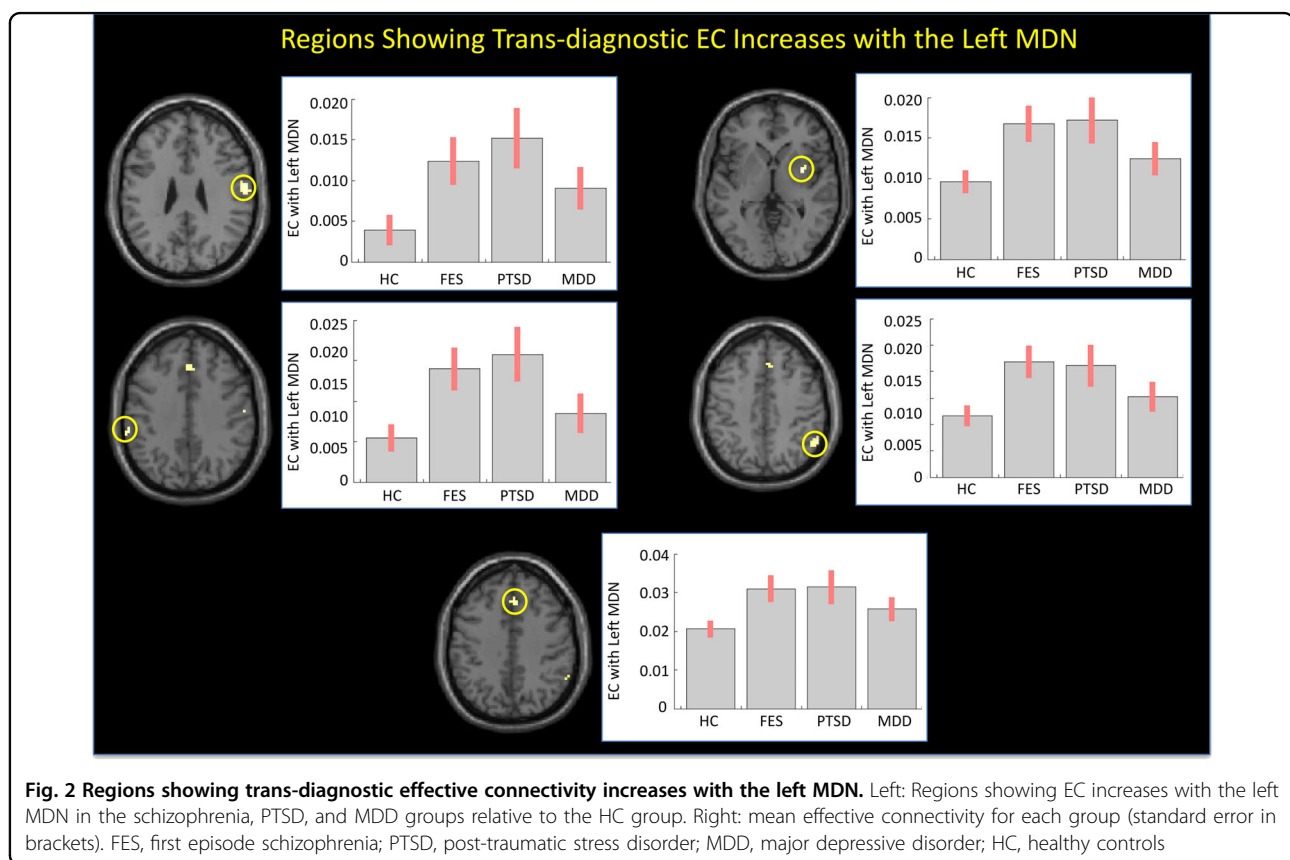 Regions Showing Trans-diagnostic EC Increases with the Left MDN
EC with Left MDN
0.020
0.015
0.010
0.005
0
HC FES PTSD MDD
EC with Left MDN
0.020
0.015
0.010
0.005
0
HC FES PTSD MDD
EC with Left MDN
0.025
0.020
0.015
0.010
0.005
0
HC FES PTSD MDD
EC with Left MDN
0.025
0.020
0.015
0.010
0.005
0
HC FES PTSD MDD
EC with Left MDN
0.04
0.03
0.02
0.01
0
HC FES PTSD MDD
Fig. 2 Regions showing trans-diagnostic effective connectivity increases with the left MDN. Left: Regions showing EC increases with the left
MDN in the schizophrenia, PTSD, and MDD groups relative to the HC group. Right: mean effective connectivity for each group (standard error in
brackets). FES, first episode schizophrenia; PTSD, post-traumatic stress disorder; MDD, major depressive disorder; HC, healthy controls